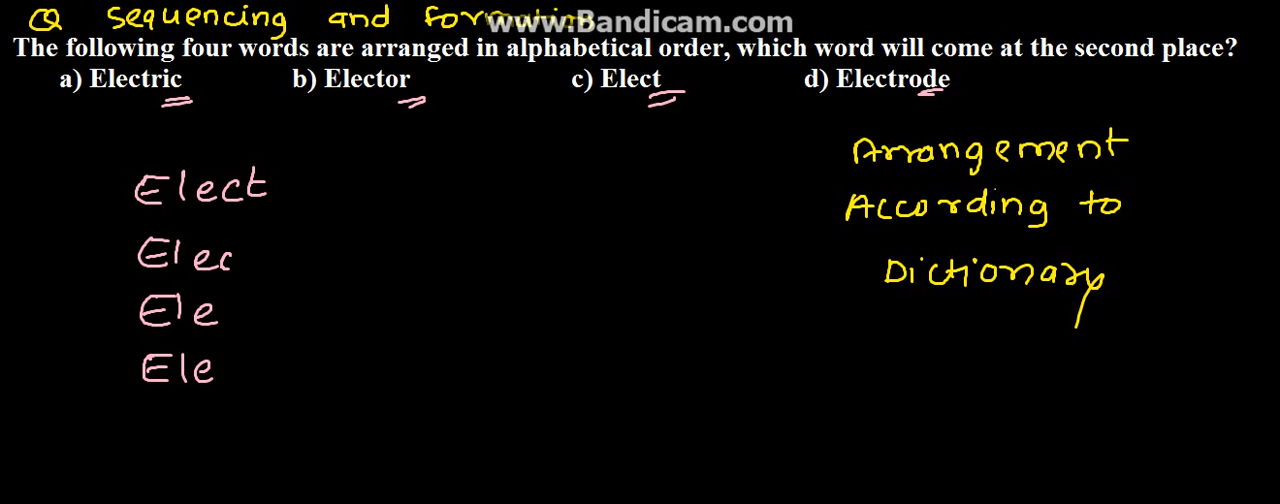 Q Sequencing and Formation
www.Bandicam.com
The following four words are arranged in alphabetical order, which word will come at the second place?
a) Electric b) Elector c) Elect d) Electrode
Arrangement
According to
Dictionary
Elect
Elec
Ele
Ele